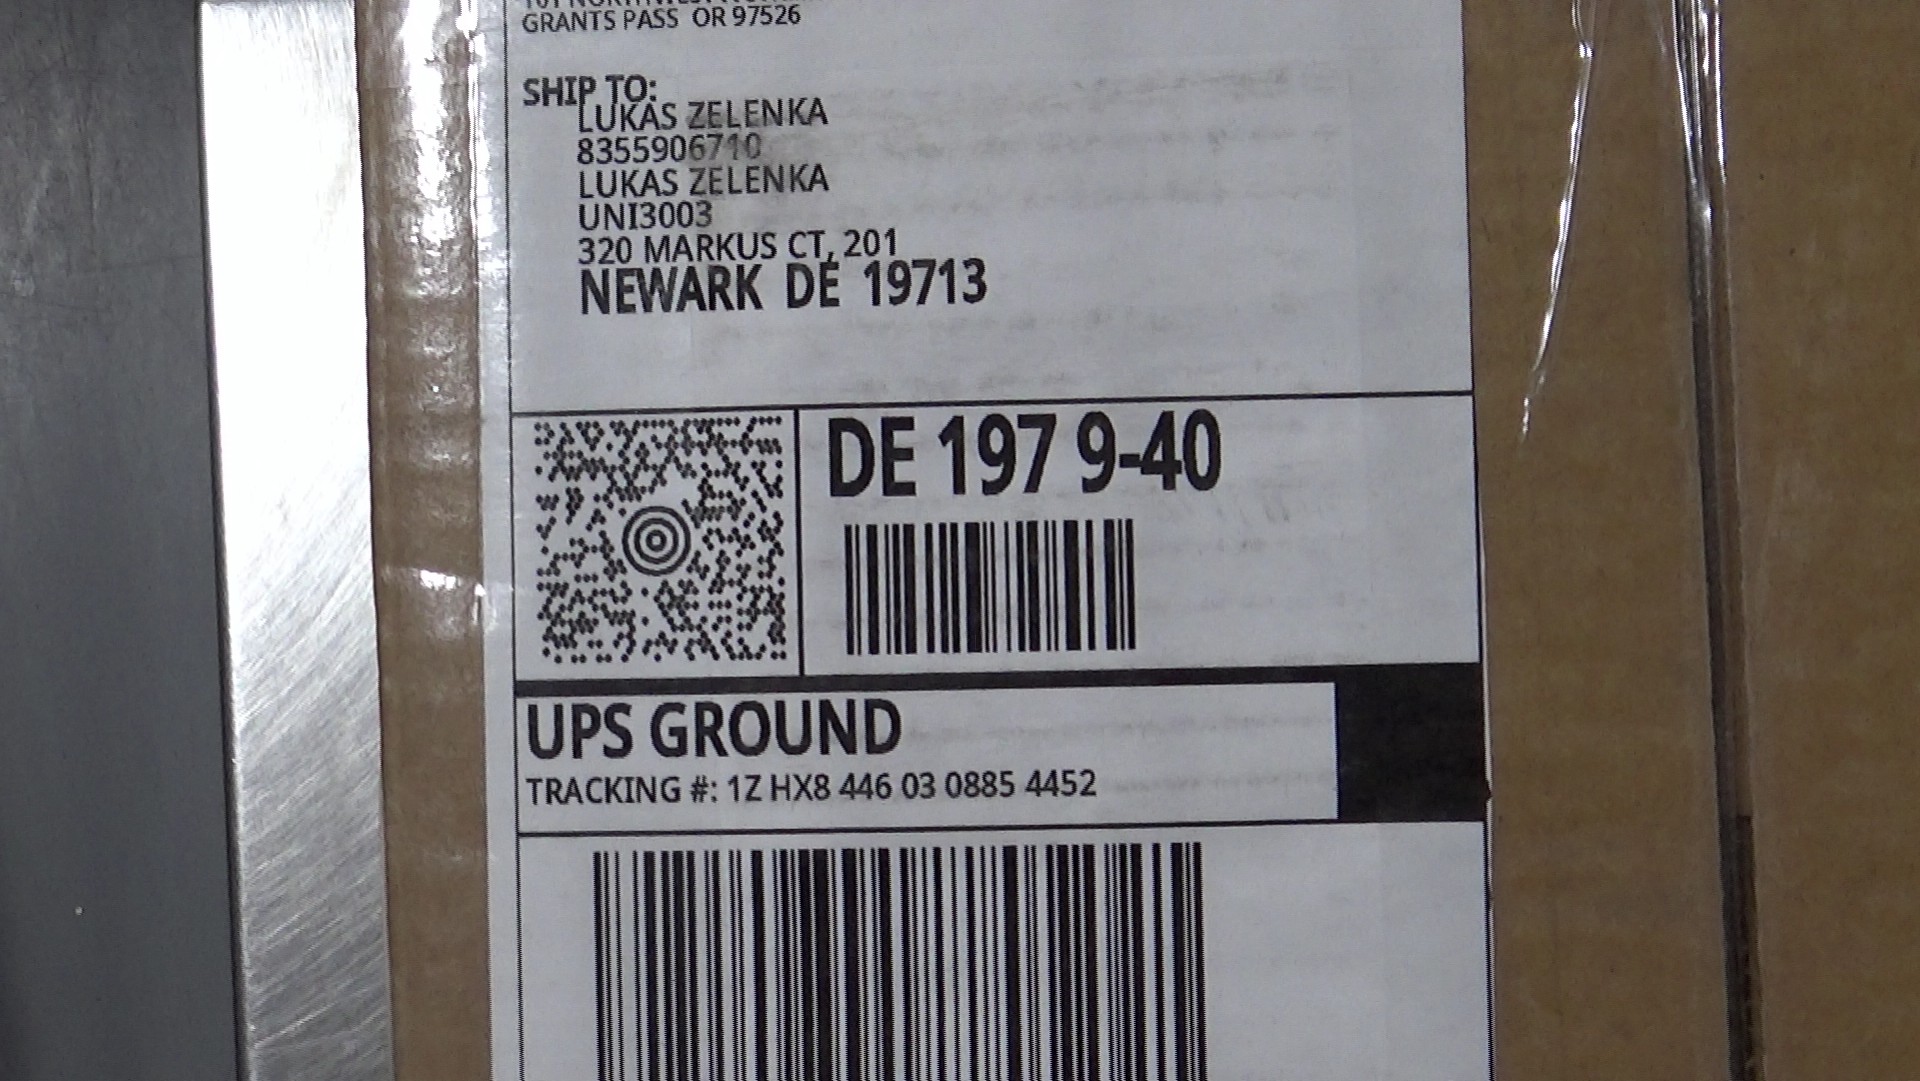 GRANTS PASS OR 97526
SHIP TO:
LUKAS ZELENKA
8355906710
LUKAS ZELENKA
UNI3003
320 MARKUS CT, 201
NEWARK DE 19713
DE 197 9-40
UPS GROUND
TRACKING #: 1Z HX8 446 03 0885 4452